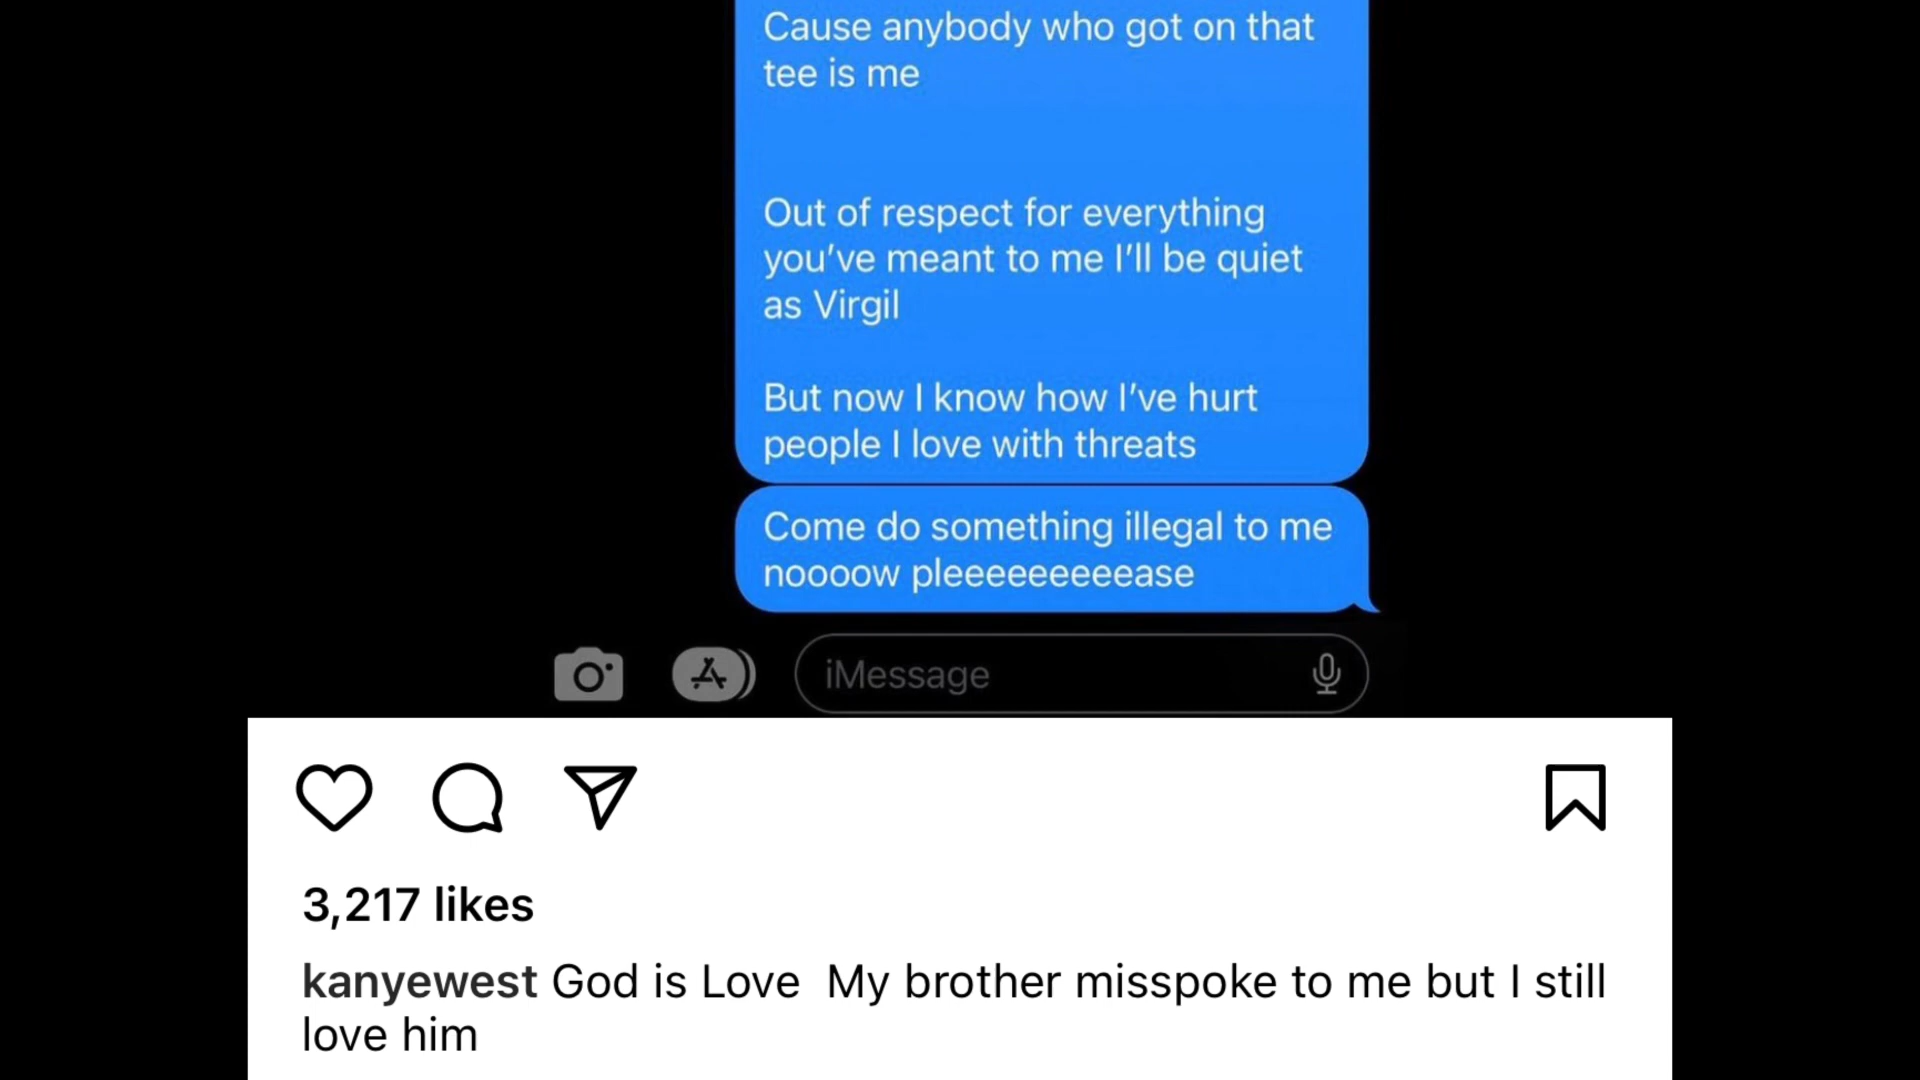 Cause anybody who got on that
tee is me
Out of respect for everything
you’ve meant to me I’ll be quiet
as Virgil
But now I know how I’ve hurt
people I love with threats
Come do something illegal to me
noooow pleeeeeeeeeease
iMessage
3,217 likes
kanyewest God is Love  My brother misspoke to me but I still
love him